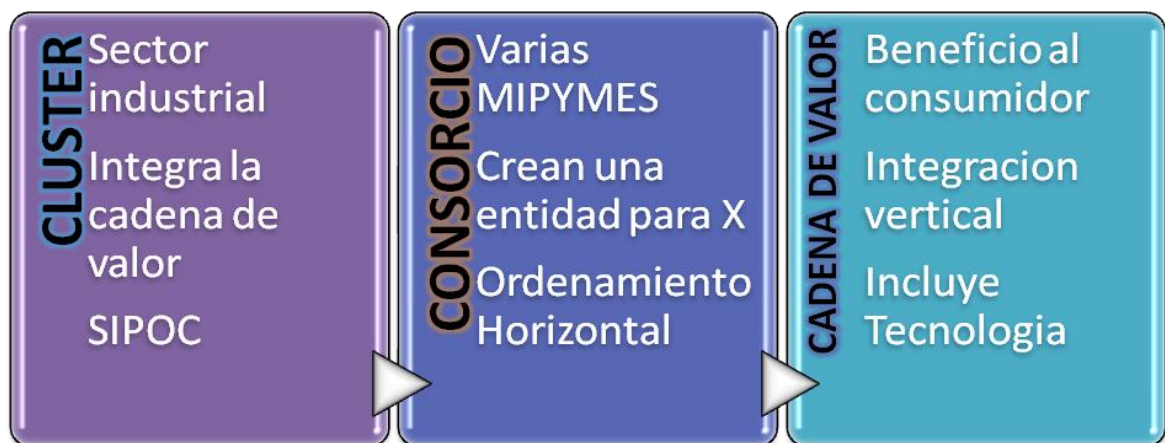 CLUSTER
Sector
industrial
Integra la
cadena de
valor
SIPOC
CONSORCIO
Varias
MIPYMES
Crean una
entidad para X
Ordenamiento
Horizontal
CADENA DE VALOR
Beneficio al
consumidor
Integracion
vertical
Incluye
Tecnologia